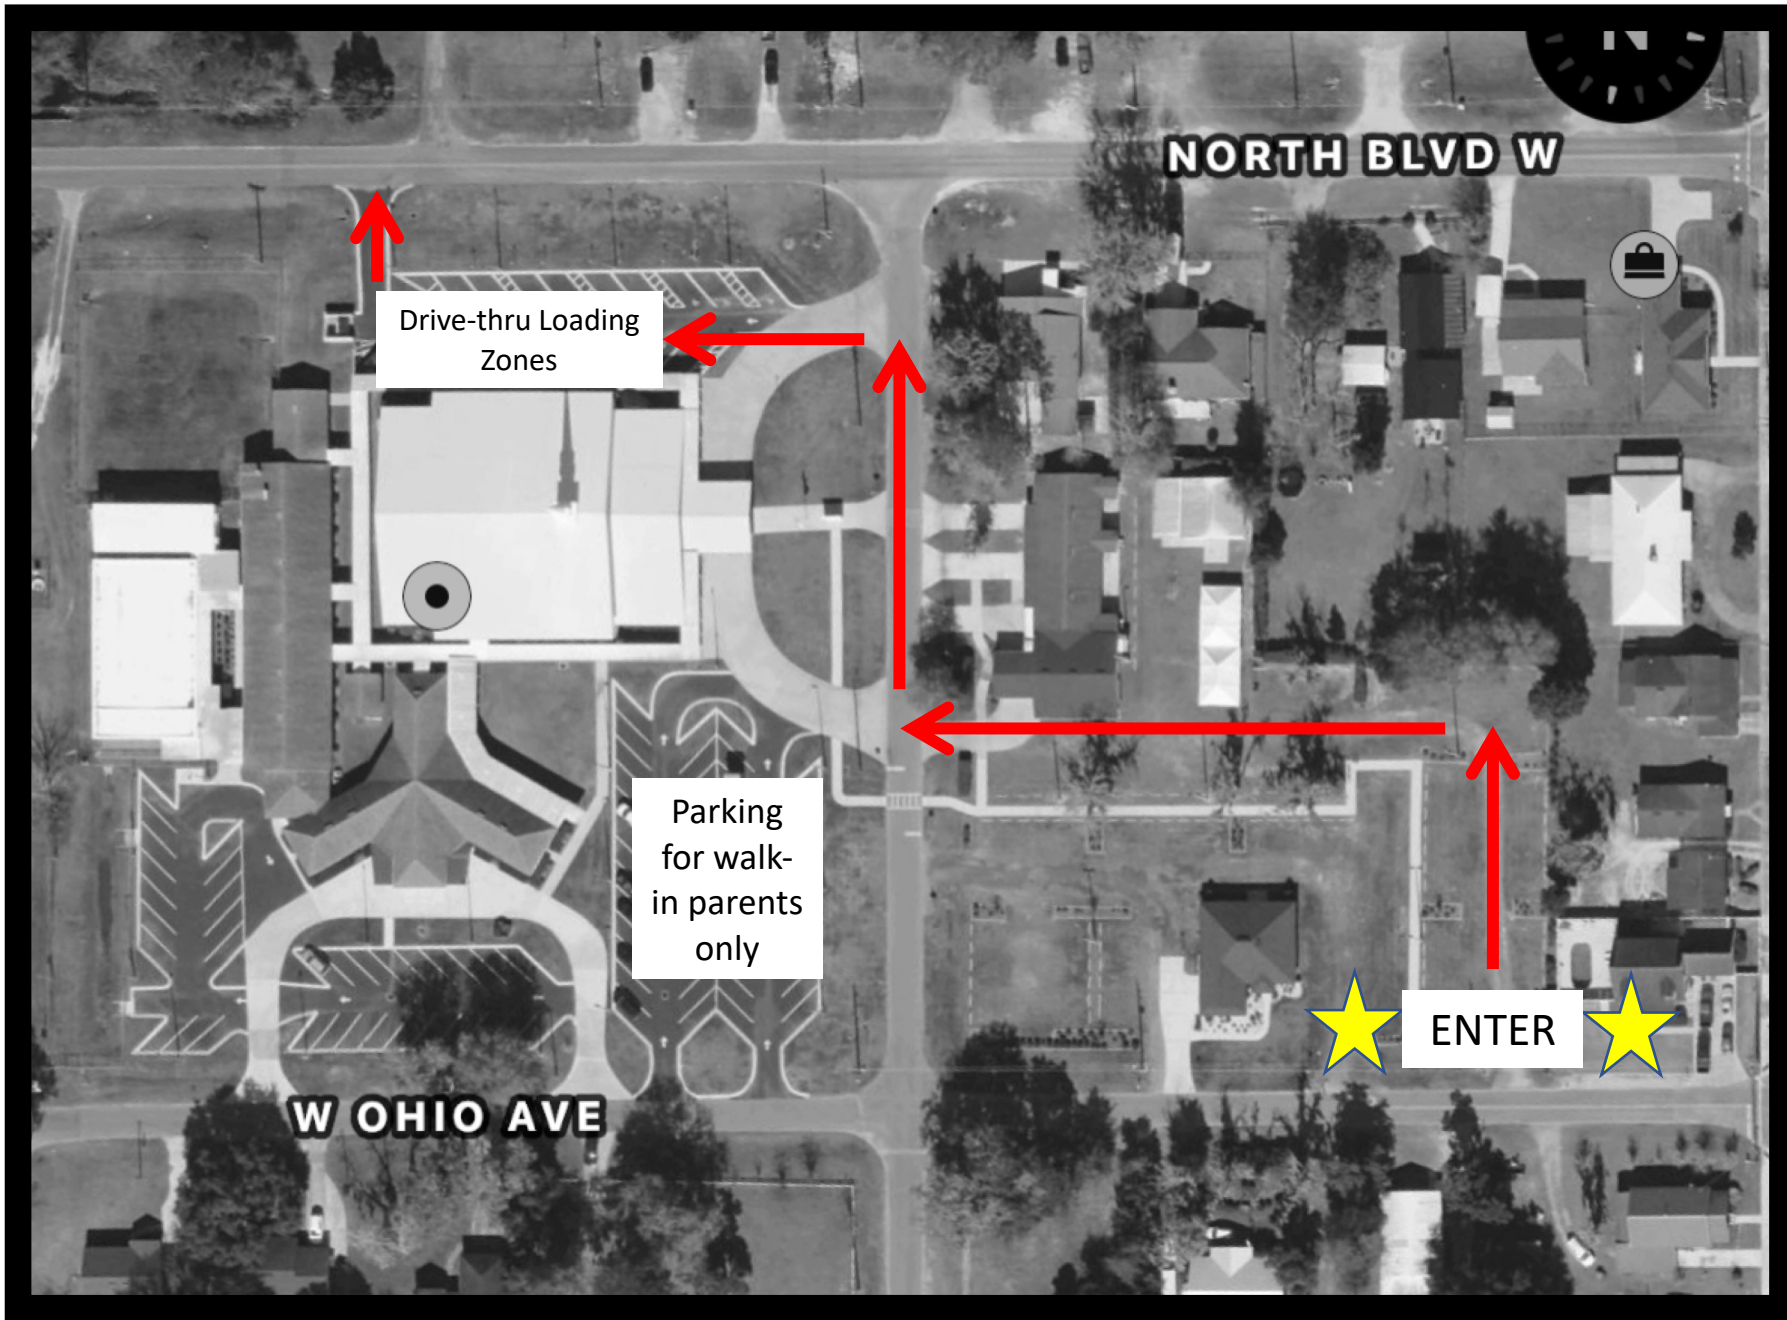 N
NORTH BLVD W
Drive-thru Loading
Zones
Parking
for walk-
in parents
only
ENTER
W OHIO AVE